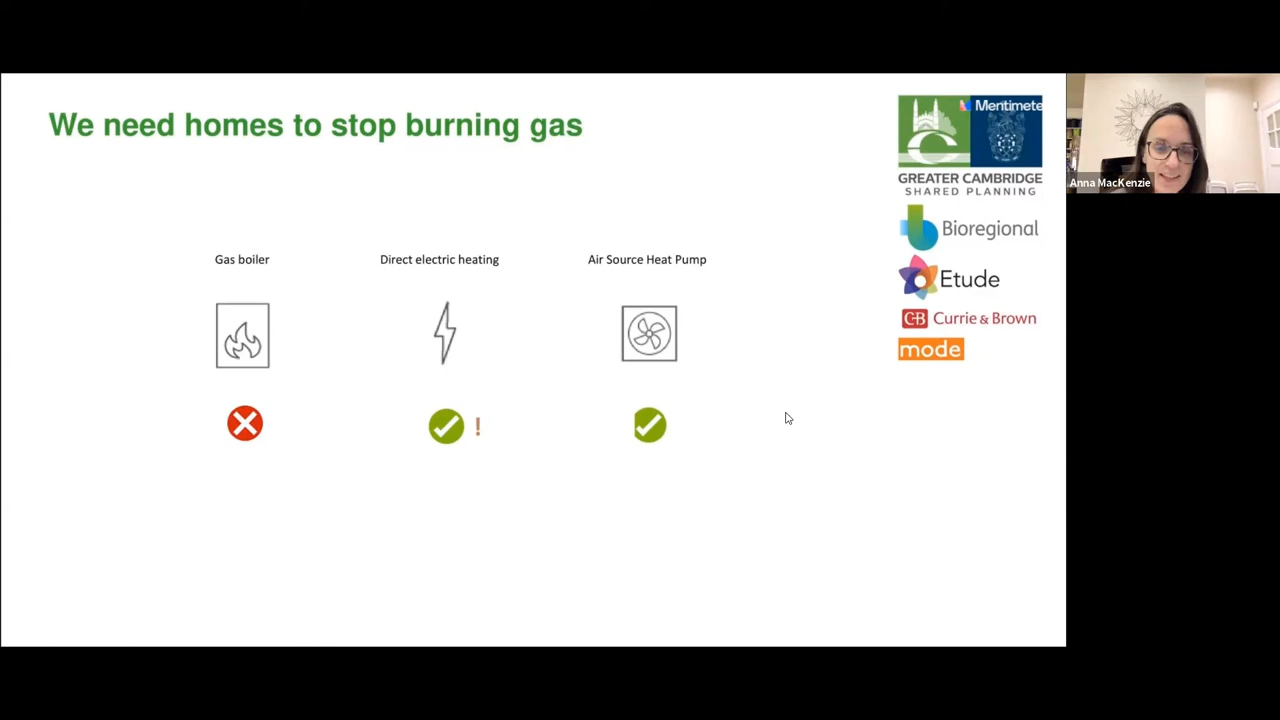 We need homes to stop burning gas
Mentimete
GREATER CAMBRIDGE
SHARED PLANNING
Anna MacKenzie
Bioregional
Gas boiler
Direct electric heating
Air Source Heat Pump
Etude
C-B Currie & Brown
mode
!